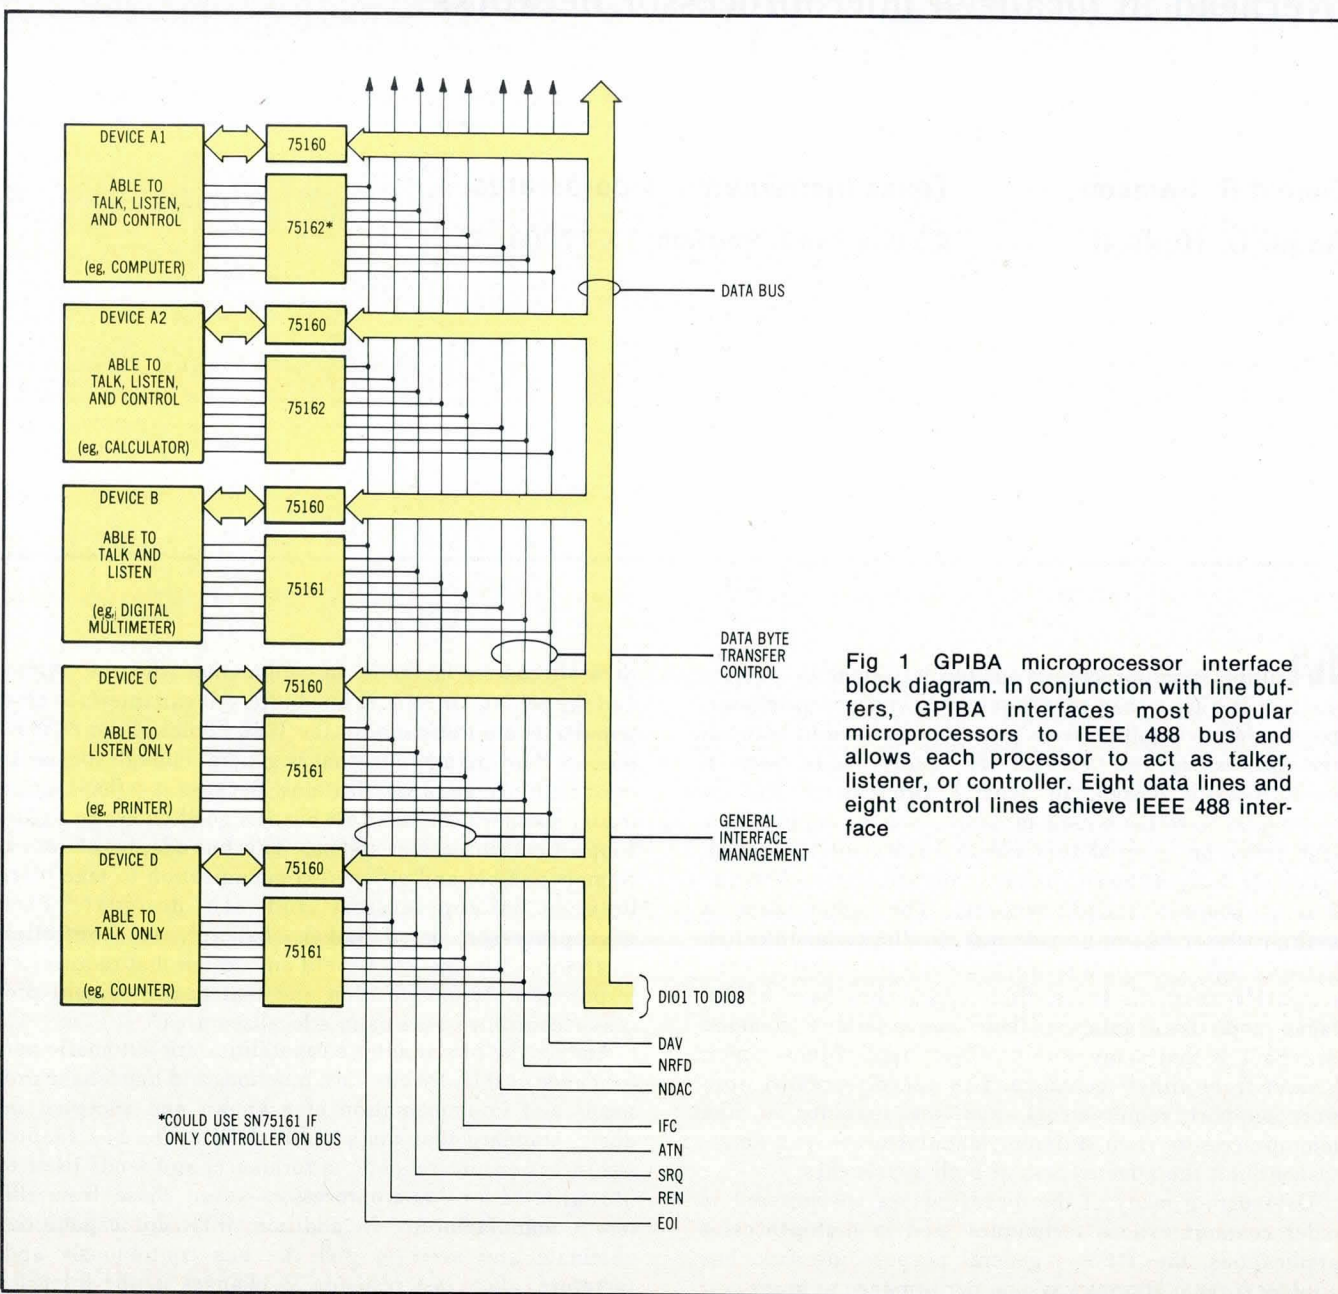 DEVICE A1
ABLE TO
TALK, LISTEN,
AND CONTROL
(eg, COMPUTER)
75160
75162*
DATA BUS
DEVICE A2
ABLE TO
TALK, LISTEN,
AND CONTROL
(eg, CALCULATOR)
75160
75162
DEVICE B
ABLE TO
TALK AND
LISTEN
(eg, DIGITAL
MULTIMETER)
75160
75161
DATA BYTE
TRANSFER
CONTROL
DEVICE C
ABLE TO
LISTEN ONLY
(eg, PRINTER)
75160
75161
GENERAL
INTERFACE
MANAGEMENT
DEVICE D
ABLE TO
TALK ONLY
(eg, COUNTER)
75160
75161
DIO1 TO DIO8
DAV
NRFD
NDAC
IFC
ATN
SRQ
REN
EOI
*COULD USE SN75161 IF
ONLY CONTROLLER ON BUS
Fig 1 GPIBA microprocessor interface
block diagram. In conjunction with line buf-
fers, GPIBA interfaces most popular
microprocessors to IEEE 488 bus and
allows each processor to act as talker,
listener, or controller. Eight data lines and
eight control lines achieve IEEE 488 inter-
face